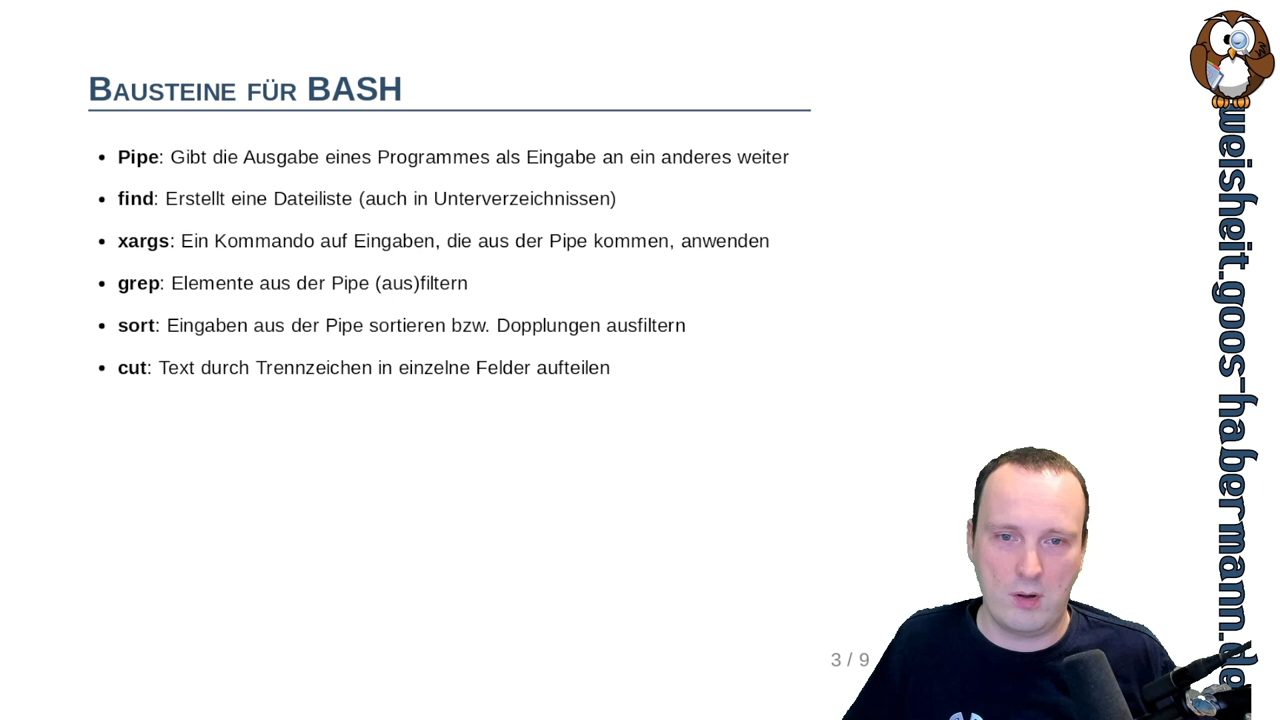 Bausteine für BASH
• Pipe: Gibt die Ausgabe eines Programmes als Eingabe an ein anderes weiter
• find: Erstellt eine Dateiliste (auch in Unterverzeichnissen)
• xargs: Ein Kommando auf Eingaben, die aus der Pipe kommen, anwenden
• grep: Elemente aus der Pipe (aus)filtern
• sort: Eingaben aus der Pipe sortieren bzw. Dopplungen ausfiltern
• cut: Text durch Trennzeichen in einzelne Felder aufteilen
3 / 9
weisheit.goos-habermann.de